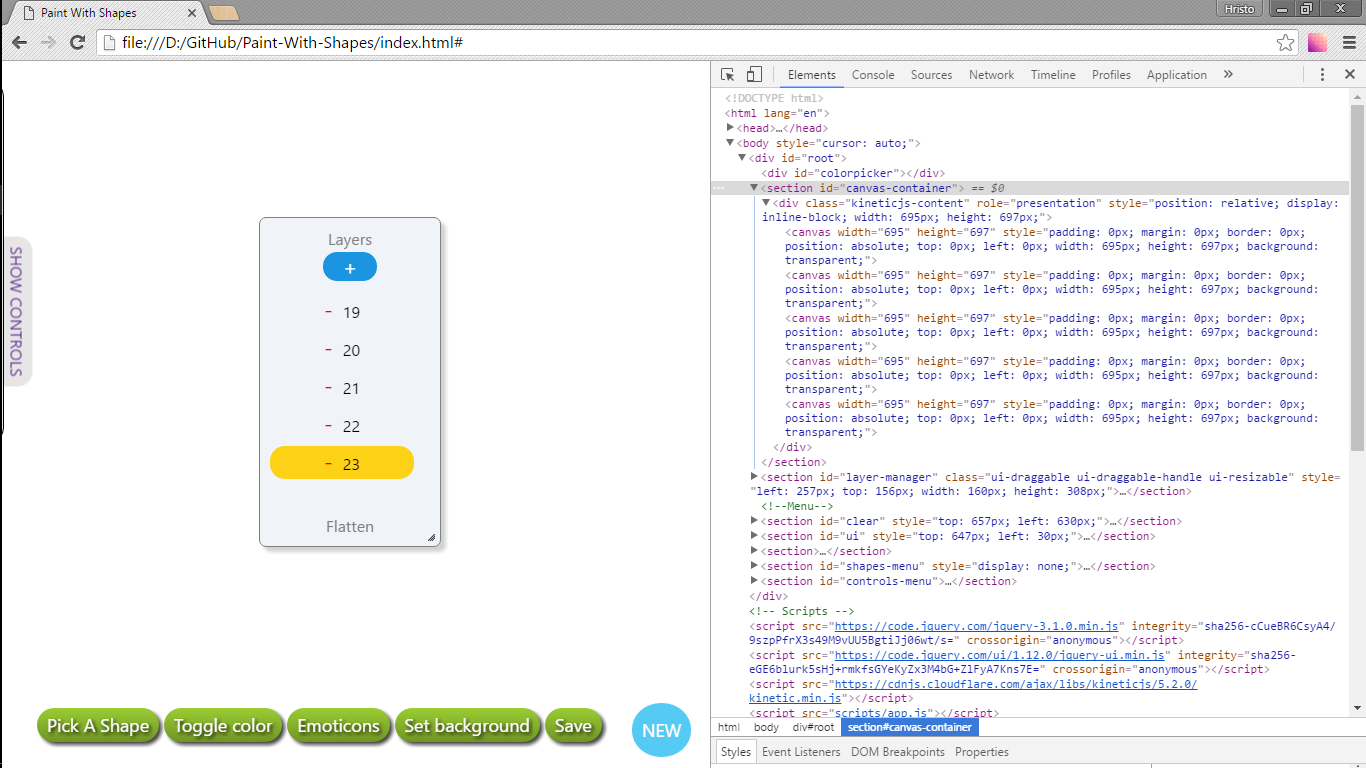 Paint With Shapes
Hristo
file:///D:/GitHub/Paint-With-Shapes/index.html#
SHOW CONTROLS
Layers
+
- 19
- 20
- 21
- 22
- 23
Flatten
Pick A Shape
Toggle color
Emoticons
Set background
Save
NEW
Elements Console Sources Network Timeline Profiles Application »
<!DOCTYPE html>
<html lang="en">
<head>…</head>
<body style="cursor: auto;">
<div id="root">
<div id="colorpicker"></div>
<section id="canvas-container"> == $0
<div class="kineticjs-content" role="presentation" style="position: relative; display:
inline-block; width: 695px; height: 697px;">
<canvas width="695" height="697" style="padding: 0px; margin: 0px; border: 0px;
position: absolute; top: 0px; left: 0px; width: 695px; height: 697px; background:
transparent;">
<canvas width="695" height="697" style="padding: 0px; margin: 0px; border: 0px;
position: absolute; top: 0px; left: 0px; width: 695px; height: 697px; background:
transparent;">
<canvas width="695" height="697" style="padding: 0px; margin: 0px; border: 0px;
position: absolute; top: 0px; left: 0px; width: 695px; height: 697px; background:
transparent;">
<canvas width="695" height="697" style="padding: 0px; margin: 0px; border: 0px;
position: absolute; top: 0px; left: 0px; width: 695px; height: 697px; background:
transparent;">
<canvas width="695" height="697" style="padding: 0px; margin: 0px; border: 0px;
position: absolute; top: 0px; left: 0px; width: 695px; height: 697px; background:
transparent;">
</div>
</section>
<section id="layer-manager" class="ui-draggable ui-draggable-handle ui-resizable" style=
"left: 257px; top: 156px; width: 160px; height: 308px;">…</section>
<!--Menu-->
<section id="clear" style="top: 657px; left: 630px;">…</section>
<section id="ui" style="top: 647px; left: 30px;">…</section>
<section>…</section>
<section id="shapes-menu" style="display: none;">…</section>
<section id="controls-menu">…</section>
</div>
<!-- Scripts -->
<script src="https://code.jquery.com/jquery-3.1.0.min.js" integrity="sha256-cCueBR6CsyA4/
9szpPfrX3s49M9vUU5BgtiJj06wt/s=" crossorigin="anonymous"></script>
<script src="https://code.jquery.com/ui/1.12.0/jquery-ui.min.js" integrity="sha256-
eGE6blurk5sHj+rmkfsGYeKyZx3M4bG+ZlFyA7Kns7E=" crossorigin="anonymous"></script>
<script src="https://cdnjs.cloudflare.com/ajax/libs/kineticjs/5.2.0/
kinetic.min.js"></script>
<script src="scripts/app.js"></script>
html body div#root section#canvas-container
Styles Event Listeners DOM Breakpoints Properties